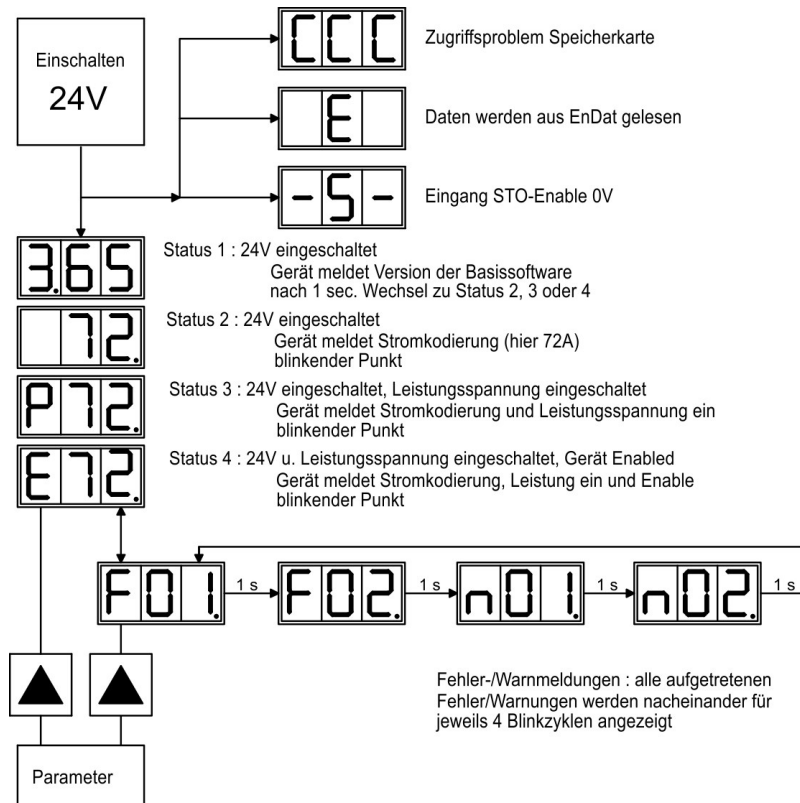 Einschalten
24V
CCC
Zugriffsproblem Speicherkarte
E
Daten werden aus EnDat gelesen
-S-
Eingang STO-Enable 0V
3.65
Status 1 : 24V eingeschaltet
Gerät meldet Version der Basissoftware
nach 1 sec. Wechsel zu Status 2, 3 oder 4
72.
Status 2 : 24V eingeschaltet
Gerät meldet Stromkodierung (hier 72A)
blinkender Punkt
P72.
Status 3 : 24V eingeschaltet, Leistungsspannung eingeschaltet
Gerät meldet Stromkodierung und Leistungsspannung ein
blinkender Punkt
E72.
Status 4 : 24V u. Leistungsspannung eingeschaltet, Gerät Enabled
Gerät meldet Stromkodierung, Leistung ein und Enable
blinkender Punkt
F01. 1 s F02. 1 s n01. 1 s n02. 1 s
Fehler-/Warnmeldungen : alle aufgetretenen
Fehler/Warnungen werden nacheinander für
jeweils 4 Blinkzyklen angezeigt
Parameter